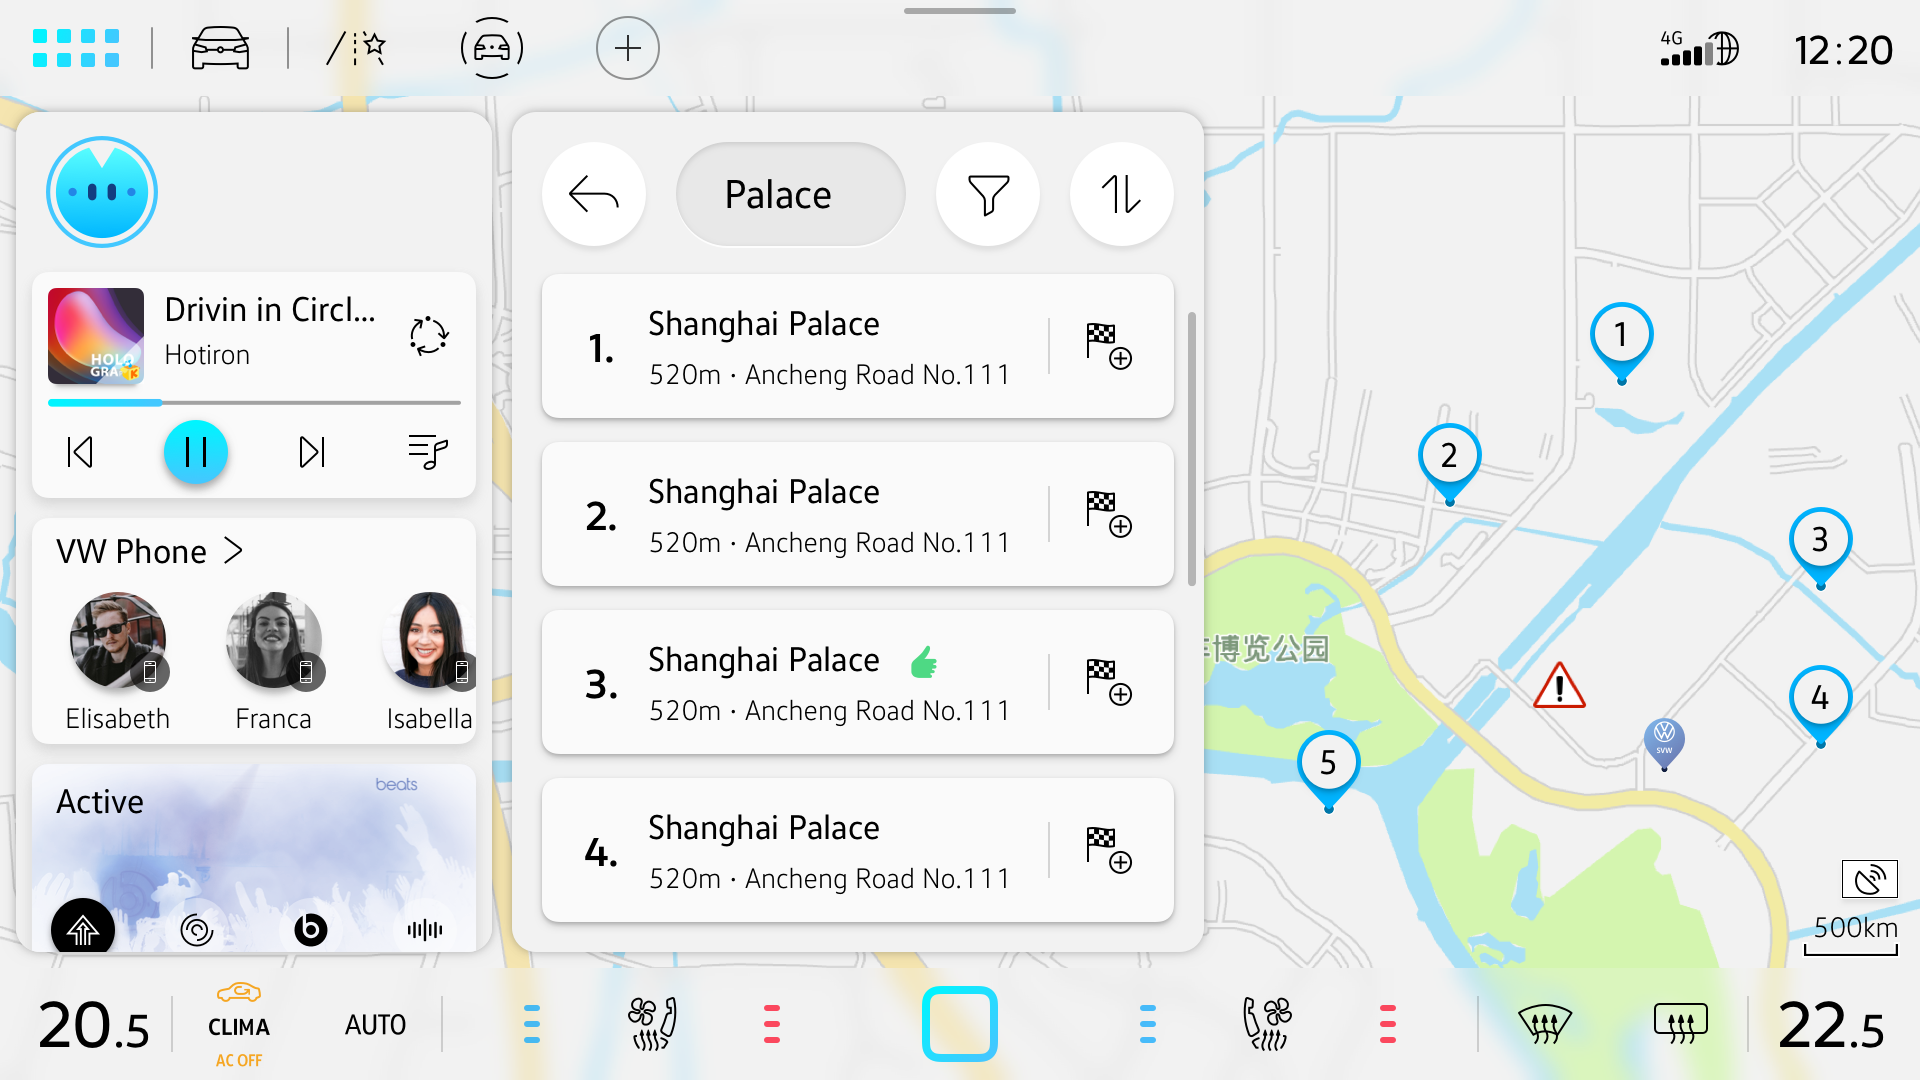 4G
12:20
Drivin in Circl...
Hotiron
HOLO
GRA
VW Phone
Elisabeth
Franca
Isabella
Active
beats
Palace
1.
Shanghai Palace
520m · Ancheng Road No.111
2.
Shanghai Palace
520m · Ancheng Road No.111
3.
Shanghai Palace
520m · Ancheng Road No.111
4.
Shanghai Palace
520m · Ancheng Road No.111
1
2
3
4
5
博览公园
SVW
500km
20.5
CLIMA
AC OFF
AUTO
22.5